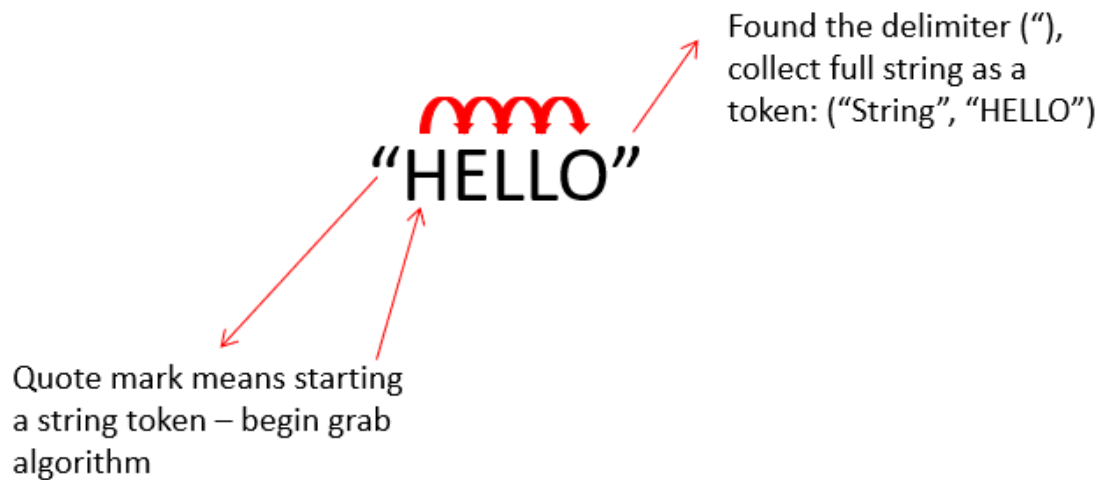 Found the delimiter (“),
collect full string as a
token: (“String”, “HELLO”)
“HELLO”
Quote mark means starting
a string token – begin grab
algorithm